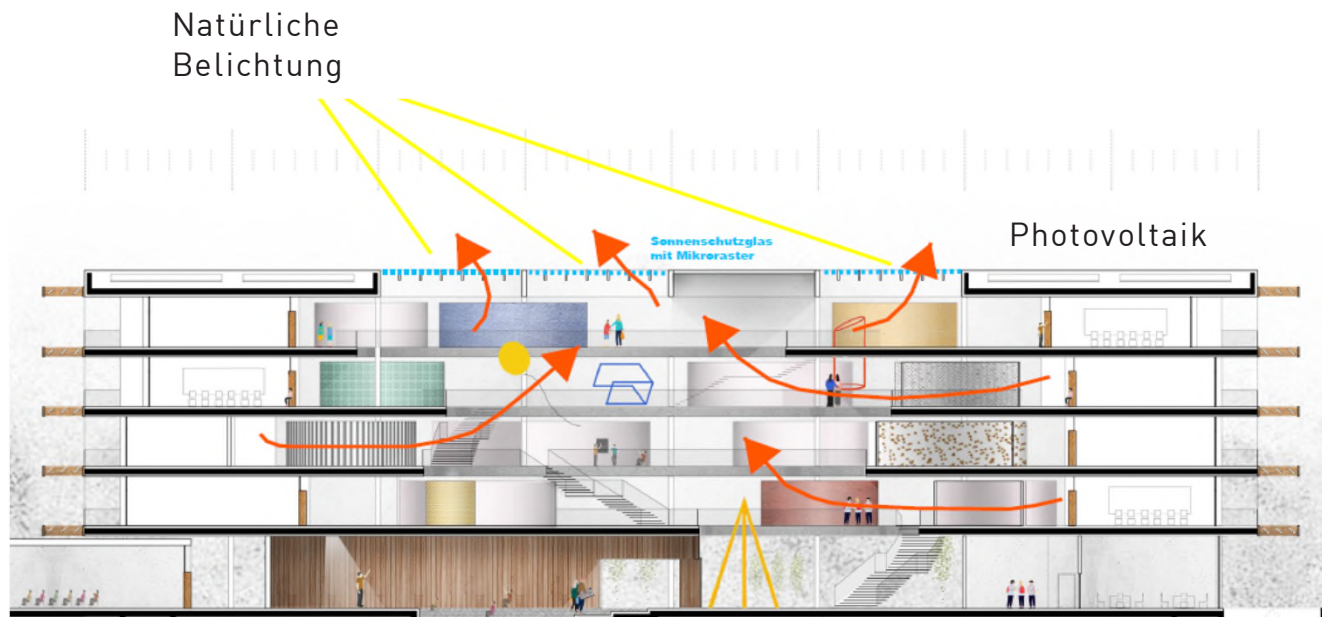 Natürliche
Belichtung
Sonnenschutzglas
mit Mikroraster
Photovoltaik